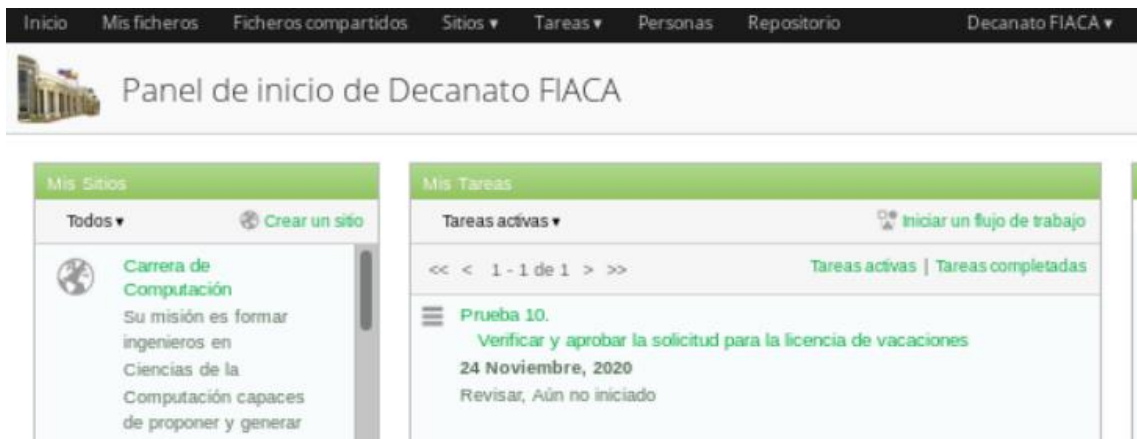 Inicio Mis ficheros Ficheros compartidos Sitios ▾ Tareas ▾ Personas Repositorio Decanato FIACA ▾
Panel de inicio de Decanato FIACA
Mis Sitios
Todos ▾ Crear un sitio
Carrera de
Computación
Su misión es formar
ingenieros en
Ciencias de la
Computación capaces
de proponer y generar
Mis Tareas
Tareas activas ▾ Iniciar un flujo de trabajo
<< < 1 - 1 de 1 > >> Tareas activas | Tareas completadas
Prueba 10.
Verificar y aprobar la solicitud para la licencia de vacaciones
24 Noviembre, 2020
Revisar, Aún no iniciado